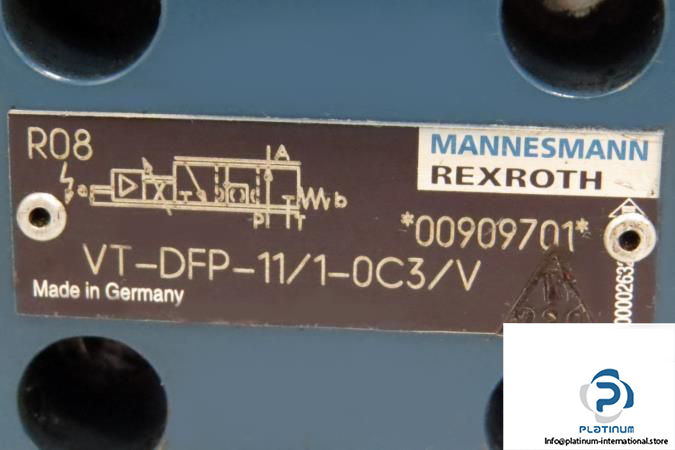 R08
A
a
b
P
T
MANNESMANN
REXROTH
*00909701*
VT-DFP-11/1-0C3/V
Made in Germany
PLATINUM
Info@platinum-international.store